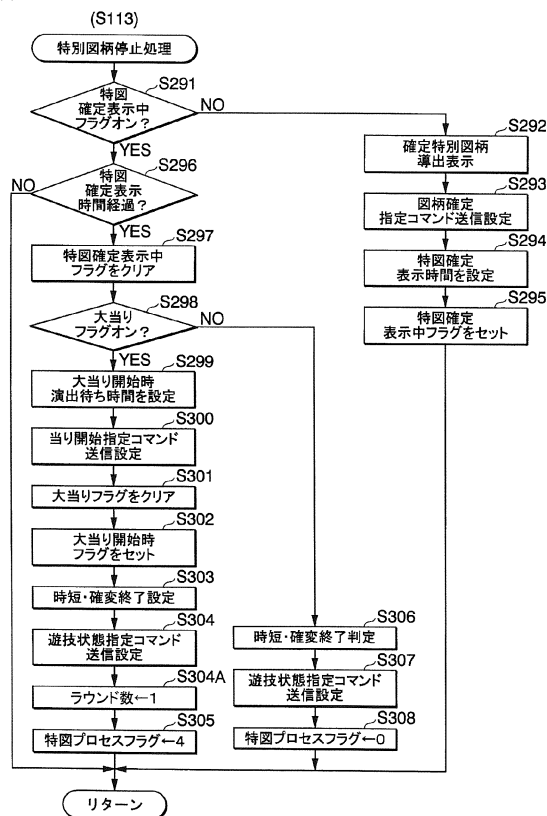 (S113)
特別図柄停止処理
S291
特図
確定表示中
フラグオン？
NO
YES
S292
確定特別図柄
導出表示
S293
図柄確定
指定コマンド送信設定
S294
特図確定
表示時間を設定
S295
特図確定
表示中フラグをセット
S296
特図
確定表示
時間経過？
NO
YES
S297
特図確定表示中
フラグをクリア
S298
大当り
フラグオン？
NO
YES
S299
大当り開始時
演出待ち時間を設定
S300
当り開始指定コマンド
送信設定
S301
大当りフラグをクリア
S302
大当り開始時
フラグをセット
S303
時短・確変終了設定
S304
遊技状態指定コマンド
送信設定
S304A
ラウンド数←1
S305
特図プロセスフラグ←4
S306
時短・確変終了判定
S307
遊技状態指定コマンド
送信設定
S308
特図プロセスフラグ←0
リターン